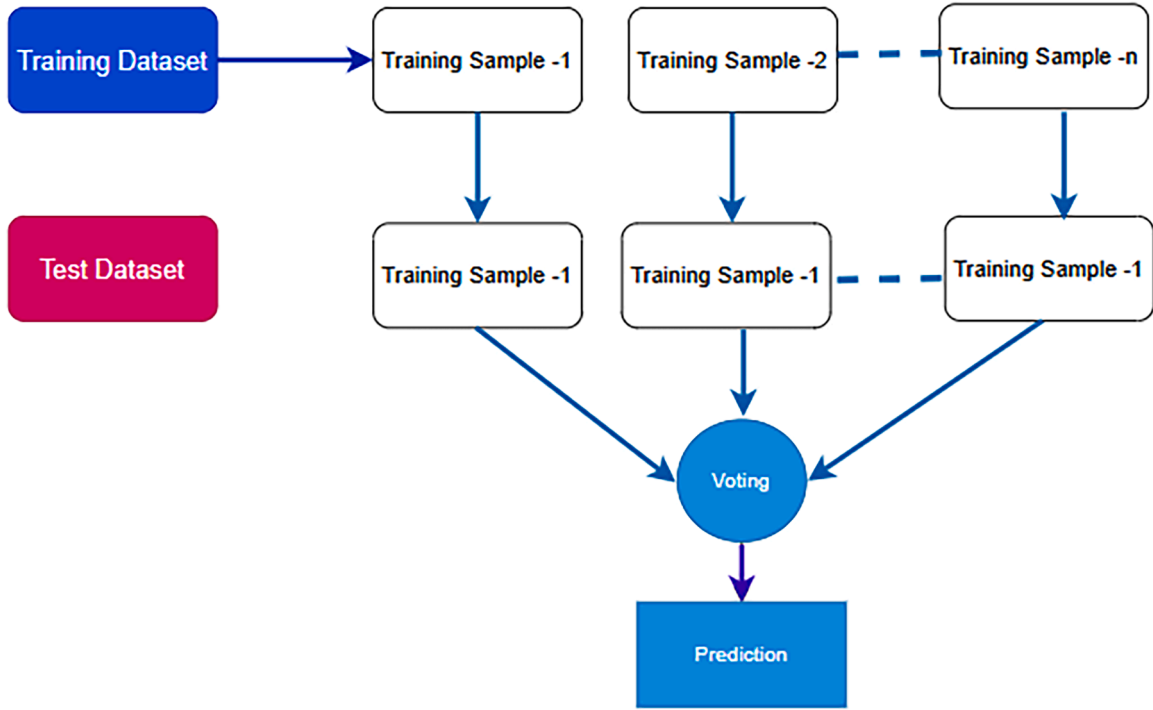 Training Dataset
Training Sample -1
Training Sample -2
Training Sample -n
Test Dataset
Training Sample -1
Training Sample -1
Training Sample -1
Voting
Prediction